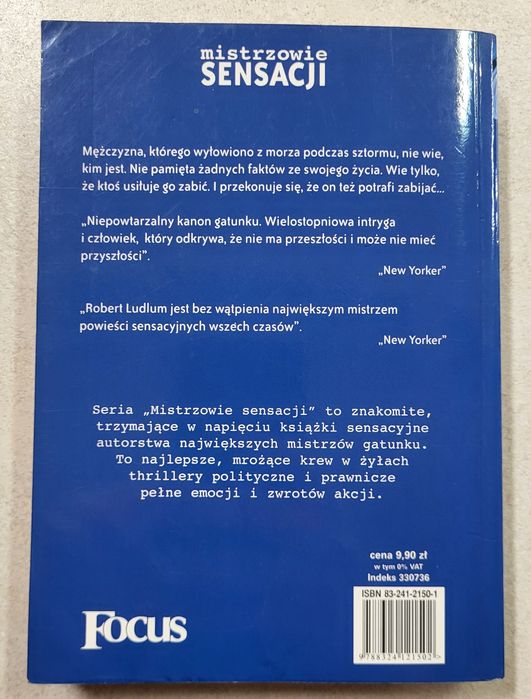 mistrzowie
SENSACJI
Mężczyzna, którego wyłowiono z morza podczas sztormu, nie wie,
kim jest. Nie pamięta żadnych faktów ze swojego życia. Wie tylko,
że ktoś usiłuje go zabić. I przekonuje się, że on też potrafi zabijać...
„Niepowtarzalny kanon gatunku. Wielostopniowa intryga
i człowiek, który odkrywa, że nie ma przeszłości i może nie mieć
przyszłości”.
„New Yorker”
„Robert Ludlum jest bez wątpienia największym mistrzem
powieści sensacyjnych wszech czasów”.
„New Yorker”
Seria „Mistrzowie sensacji” to znakomite,
trzymające w napięciu książki sensacyjne
autorstwa największych mistrzów gatunku.
To najlepsze, mrożące krew w żyłach
thrillery polityczne i prawnicze
pełne emocji i zwrotów akcji.
cena 9,90 zł
w tym 0% VAT
Indeks 330736
ISBN 83-241-2150-1
FOCUS
9 788324 121502 >